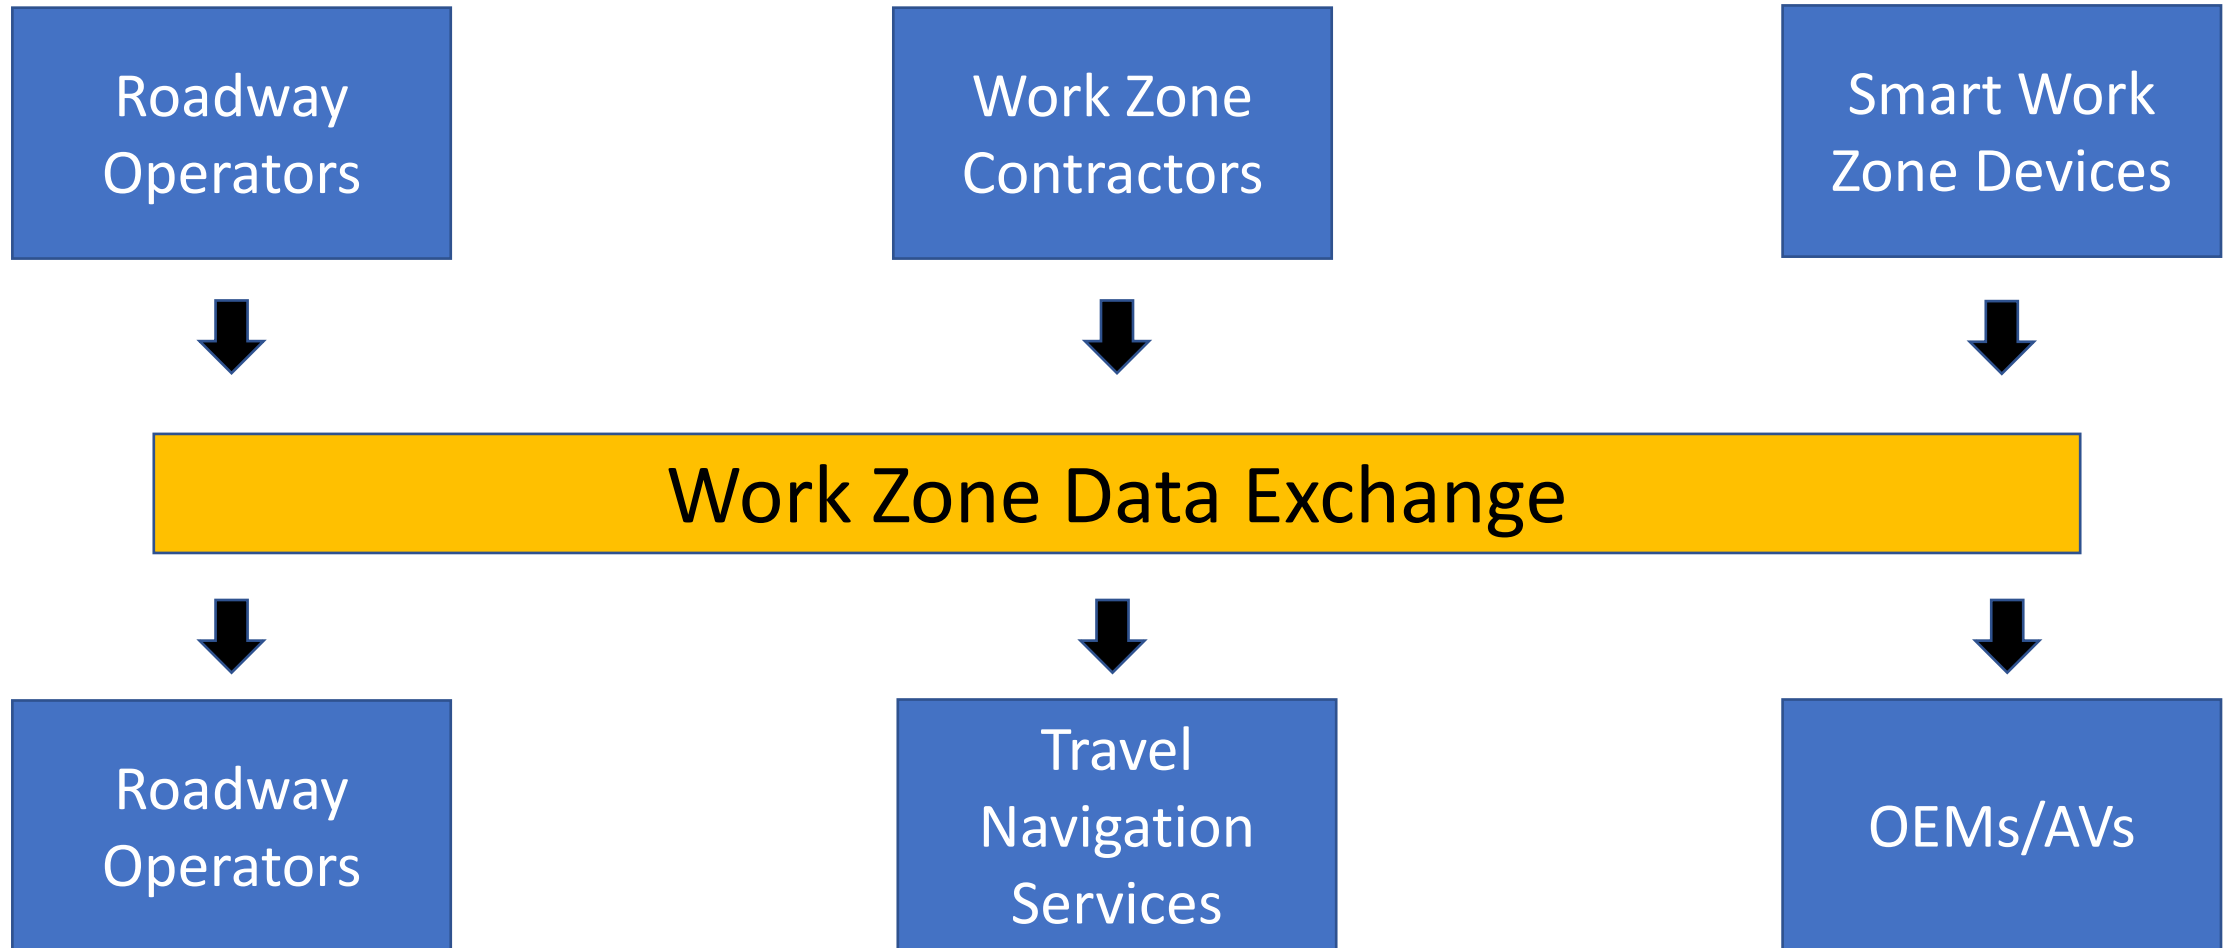 Roadway
Operators
Work Zone
Contractors
Smart Work
Zone Devices
Work Zone Data Exchange
Roadway
Operators
Travel
Navigation
Services
OEMs/AVs